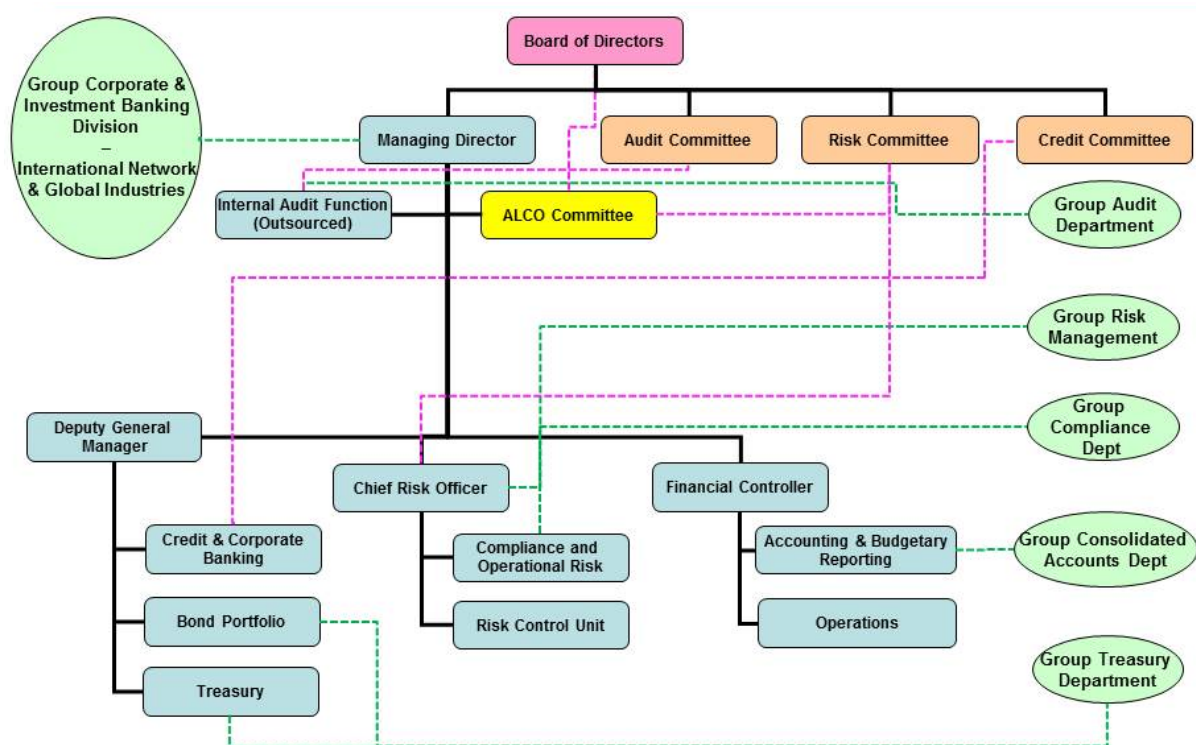 Board of Directors
Group Corporate &
Investment Banking
Division
–
International Network
& Global Industries
Managing Director
Audit Committee
Risk Committee
Credit Committee
Internal Audit Function
(Outsourced)
ALCO Committee
Group Audit
Department
Group Risk
Management
Deputy General
Manager
Group
Compliance
Dept
Chief Risk Officer
Financial Controller
Credit & Corporate
Banking
Compliance and
Operational Risk
Accounting & Budgetary
Reporting
Group Consolidated
Accounts Dept
Bond Portfolio
Risk Control Unit
Operations
Group Treasury
Department
Treasury